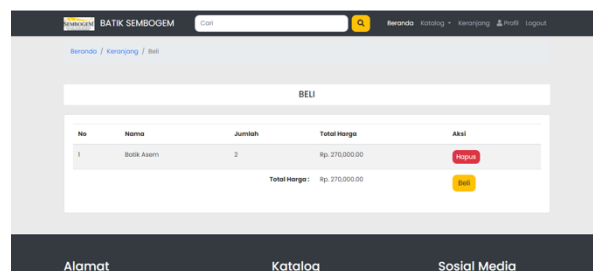 SEMBOGEM BATIK SEMBOGEM Cari Beranda Katalog Keranjang Profil Logout
Beranda / Keranjang / Beli
BELI
No Nama Jumlah Total Harga Aksi
1 Batik Asem 2 Rp. 270,000.00 Hapus
Total Harga : Rp. 270,000.00 Beli
Alamat Katalog Sosial Media